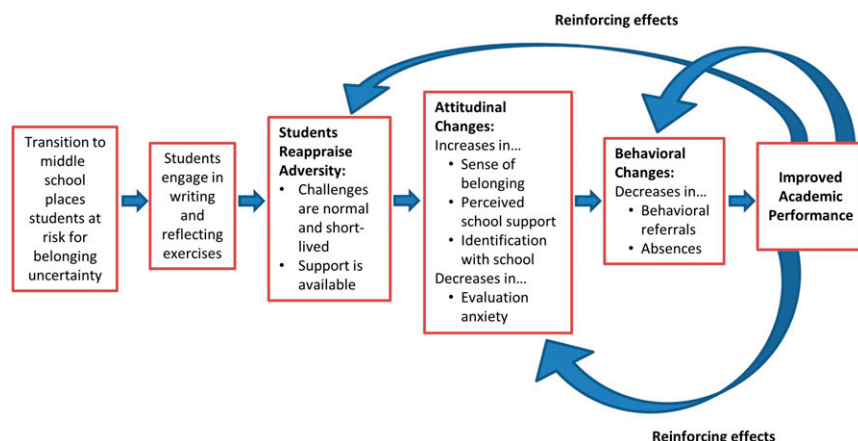 Reinforcing effects
Transition to
middle
school
places
students at
risk for
belonging
uncertainty
Students
engage in
writing
and
reflecting
exercises
Students
Reappraise
Adversity:
• Challenges
are normal
and short-
lived
• Support is
available
Attitudinal
Changes:
Increases in…
• Sense of
belonging
• Perceived
school support
• Identification
with school
Decreases in…
• Evaluation
anxiety
Behavioral
Changes:
Decreases in…
• Behavioral
referrals
• Absences
Improved
Academic
Performance
Reinforcing effects